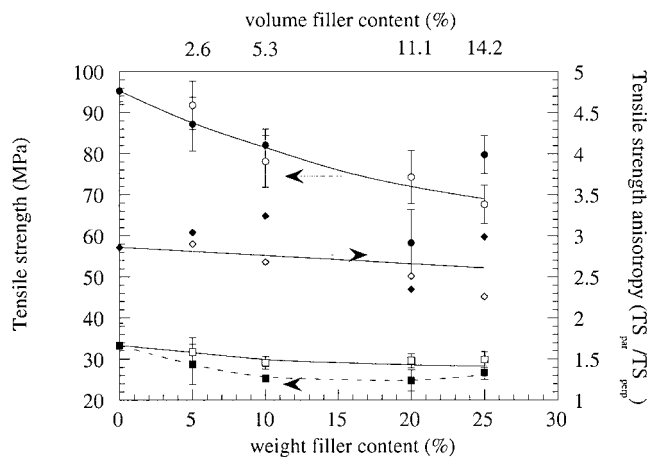 volume filler content (%)
2.6 5.3 11.1 14.2
100 5
90 4.5
80 4
70 3.5
60 3
50 2.5
40 2
30 1.5
20 1
0 5 10 15 20 25 30
weight filler content (%)
Tensile strength (MPa)
Tensile strength anisotropy (TS par /TS perp )